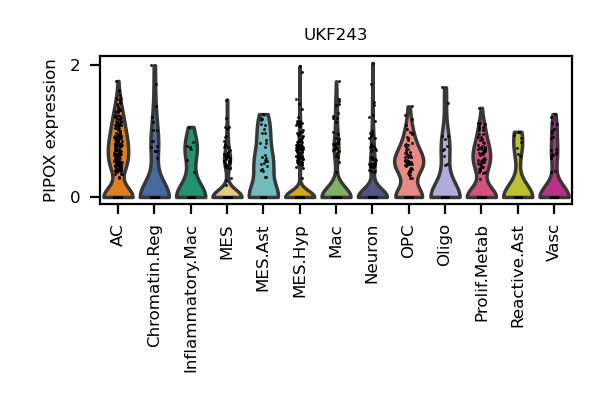 UKF243
PIPOX expression
2
0
AC
Chromatin.Reg
Inflammatory.Mac
MES
MES.Ast
MES.Hyp
Mac
Neuron
OPC
Oligo
Prolif.Metab
Reactive.Ast
Vasc